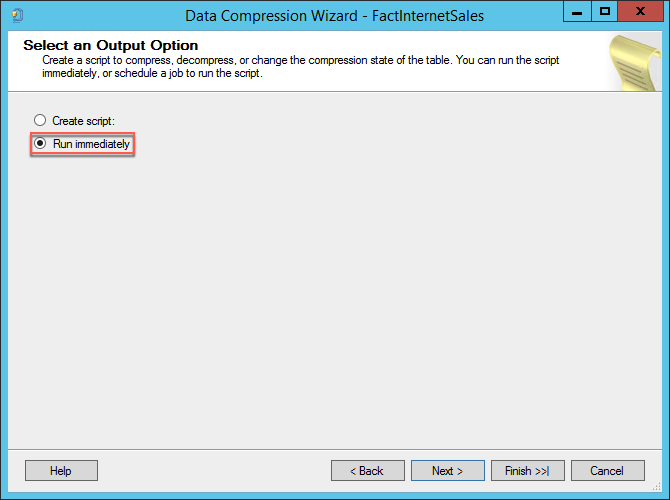 Data Compression Wizard - FactInternetSales
Select an Output Option
Create a script to compress, decompress, or change the compression state of the table. You can run the script
immediately, or schedule a job to run the script.
Create script:
Run immediately
Help
< Back
Next >
Finish >>|
Cancel